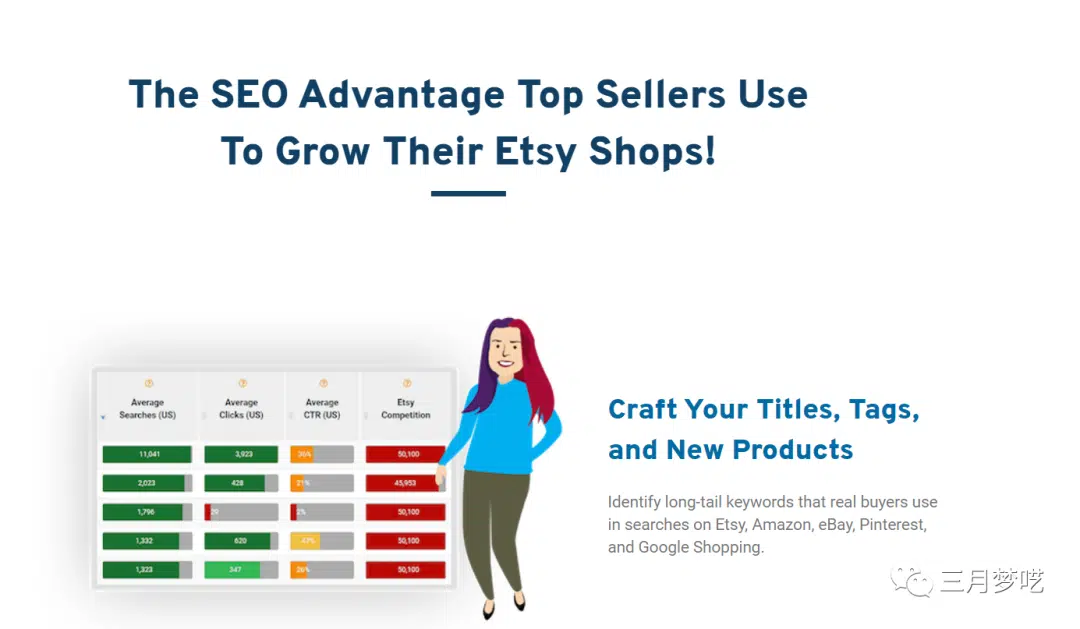 The SEO Advantage Top Sellers Use
To Grow Their Etsy Shops!
Average
Searches (US)
Average
Clicks (US)
Average
CTR (US)
Etsy
Competition
11,041 3,923 36% 50,100
2,023 428 21% 45,953
1,796 29 2% 50,100
1,332 620 47% 50,100
1,323 347 26% 50,100
Craft Your Titles, Tags,
and New Products
Identify long-tail keywords that real buyers use
in searches on Etsy, Amazon, eBay, Pinterest,
and Google Shopping.
三月梦呓